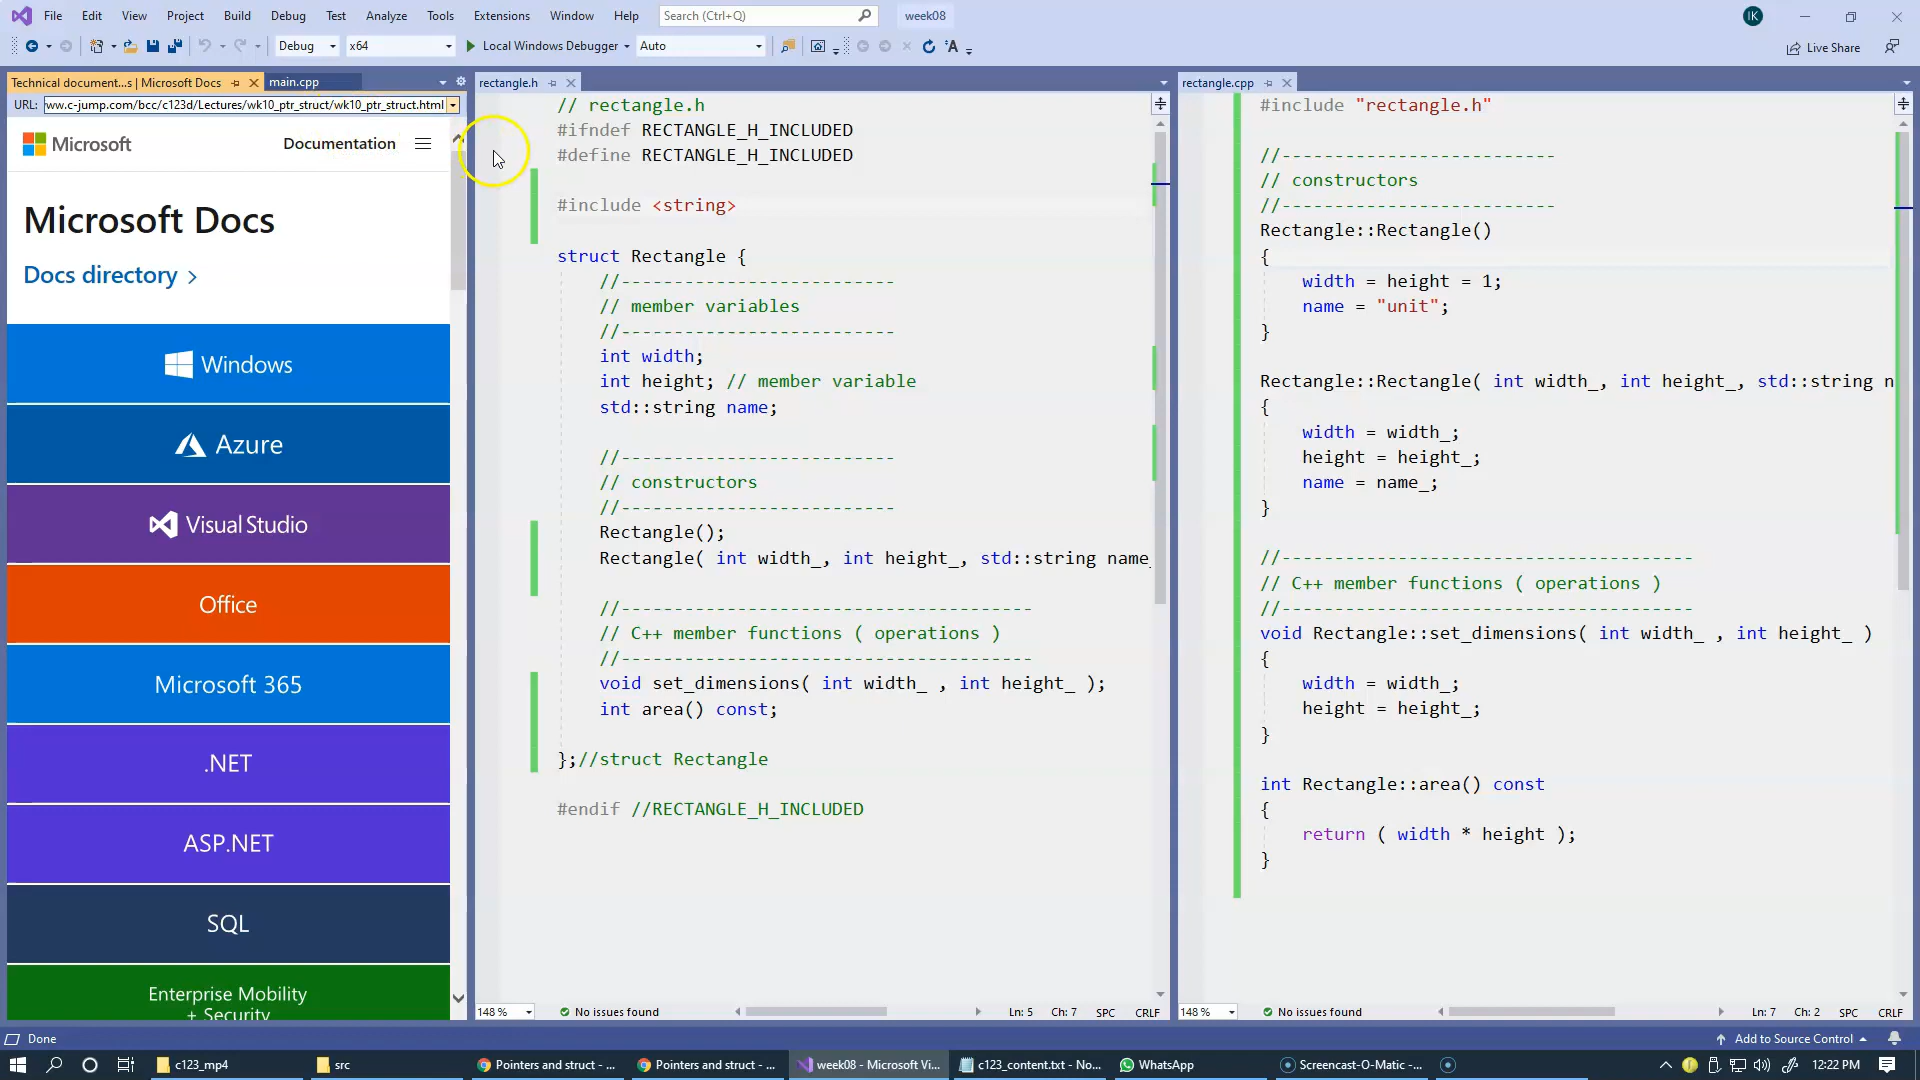 File Edit View Project Build Debug Test Analyze Tools Extensions Window Help Search (Ctrl+Q) week08 IK
Debug x64 Local Windows Debugger Auto Live Share
Technical document...s | Microsoft Docs main.cpp
URL: ww.c-jump.com/bcc/c123d/Lectures/wk10_ptr_struct/wk10_ptr_struct.html
Microsoft Documentation
Microsoft Docs
Docs directory
Windows
Azure
Visual Studio
Office
Microsoft 365
.NET
ASP.NET
SQL
Enterprise Mobility
+ Security
rectangle.h
// rectangle.h
#ifndef RECTANGLE_H_INCLUDED
#define RECTANGLE_H_INCLUDED
#include <string>
struct Rectangle {
//--------------------------
// member variables
//--------------------------
int width;
int height; // member variable
std::string name;
//--------------------------
// constructors
//--------------------------
Rectangle();
Rectangle( int width_, int height_, std::string name_
//---------------------------------------
// C++ member functions ( operations )
//---------------------------------------
void set_dimensions( int width_ , int height_ );
int area() const;
};//struct Rectangle
#endif //RECTANGLE_H_INCLUDED
148 % No issues found Ln: 5 Ch: 7 SPC CRLF
rectangle.cpp
#include "rectangle.h"
//--------------------------
// constructors
//--------------------------
Rectangle::Rectangle()
{
width = height = 1;
name = "unit";
}
Rectangle::Rectangle( int width_, int height_, std::string n
{
width = width_;
height = height_;
name = name_;
}
//---------------------------------------
// C++ member functions ( operations )
//---------------------------------------
void Rectangle::set_dimensions( int width_ , int height_ )
{
width = width_;
height = height_;
}
int Rectangle::area() const
{
return ( width * height );
}
148 % No issues found Ln: 7 Ch: 2 SPC CRLF
Done Add to Source Control
c123_mp4 src Pointers and struct - ... Pointers and struct - ... week08 - Microsoft Vi... c123_content.txt - No... WhatsApp Screencast-O-Matic -... 12:22 PM